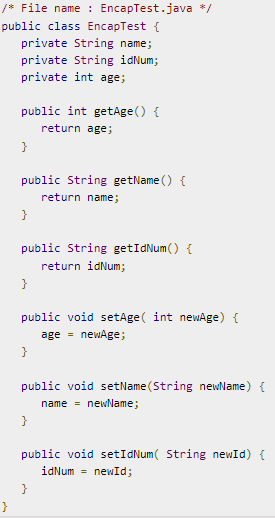 /* File name : EncapTest.java */
public class EncapTest {
private String name;
private String idNum;
private int age;
public int getAge() {
return age;
}
public String getName() {
return name;
}
public String getIdNum() {
return idNum;
}
public void setAge( int newAge) {
age = newAge;
}
public void setName(String newName) {
name = newName;
}
public void setIdNum( String newId) {
idNum = newId;
}
}